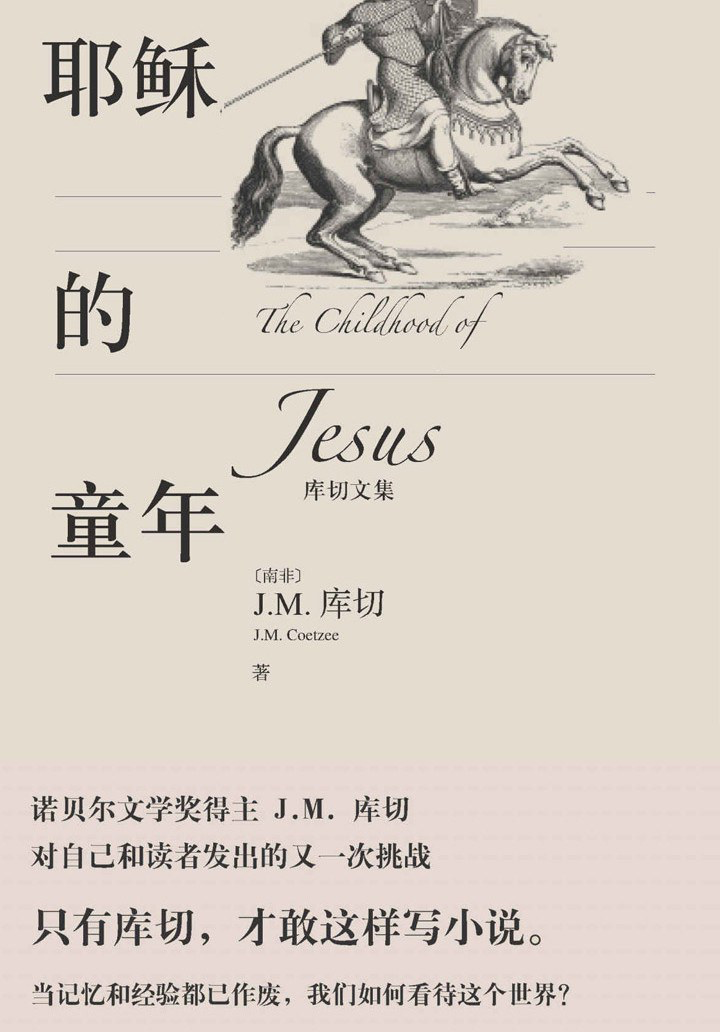 耶稣
的
The Childhood of
Jesus
库切文集
童年
〔南非〕
J.M. 库切
J.M. Coetzee
著
诺贝尔文学奖得主 J.M. 库切
对自己和读者发出的又一次挑战
只有库切，才敢这样写小说。
当记忆和经验都已作废，我们如何看待这个世界？